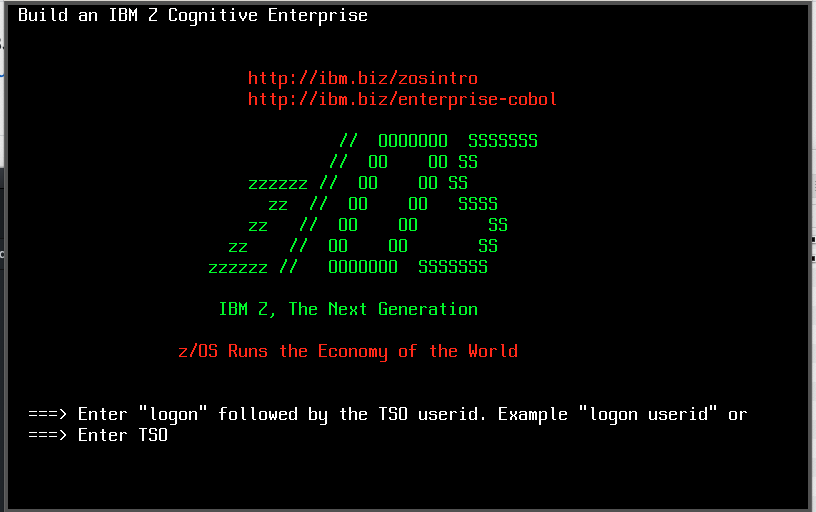 Build an IBM Z Cognitive Enterprise
http://ibm.biz/zosintro
http://ibm.biz/enterprise-cobol
// OOOOOOO SSSSSSS
// OO OO SS
zzzzzz // OO OO SS
zz // OO OO SSSS
zz // OO OO SS
zz // OO OO SS
zzzzzz // OOOOOOO SSSSSSS
IBM Z, The Next Generation
z/OS Runs the Economy of the World
===> Enter "logon" followed by the TSO userid. Example "logon userid" or
===> Enter TSO